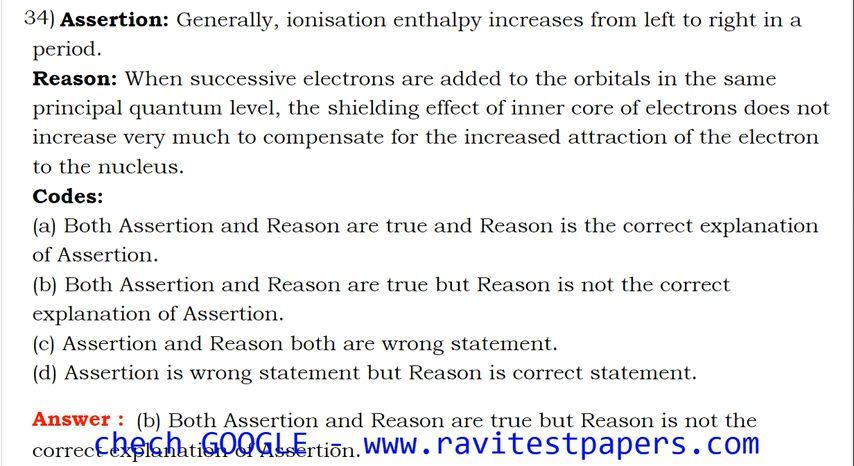 34) Assertion: Generally, ionisation enthalpy increases from left to right in a
period.
Reason: When successive electrons are added to the orbitals in the same
principal quantum level, the shielding effect of inner core of electrons does not
increase very much to compensate for the increased attraction of the electron
to the nucleus.
Codes:
(a) Both Assertion and Reason are true and Reason is the correct explanation
of Assertion.
(b) Both Assertion and Reason are true but Reason is not the correct
explanation of Assertion.
(c) Assertion and Reason both are wrong statement.
(d) Assertion is wrong statement but Reason is correct statement.
Answer : (b) Both Assertion and Reason are true but Reason is not the
correct explanation of Assertion.
chech GOOGLE - www.ravitestpapers.com